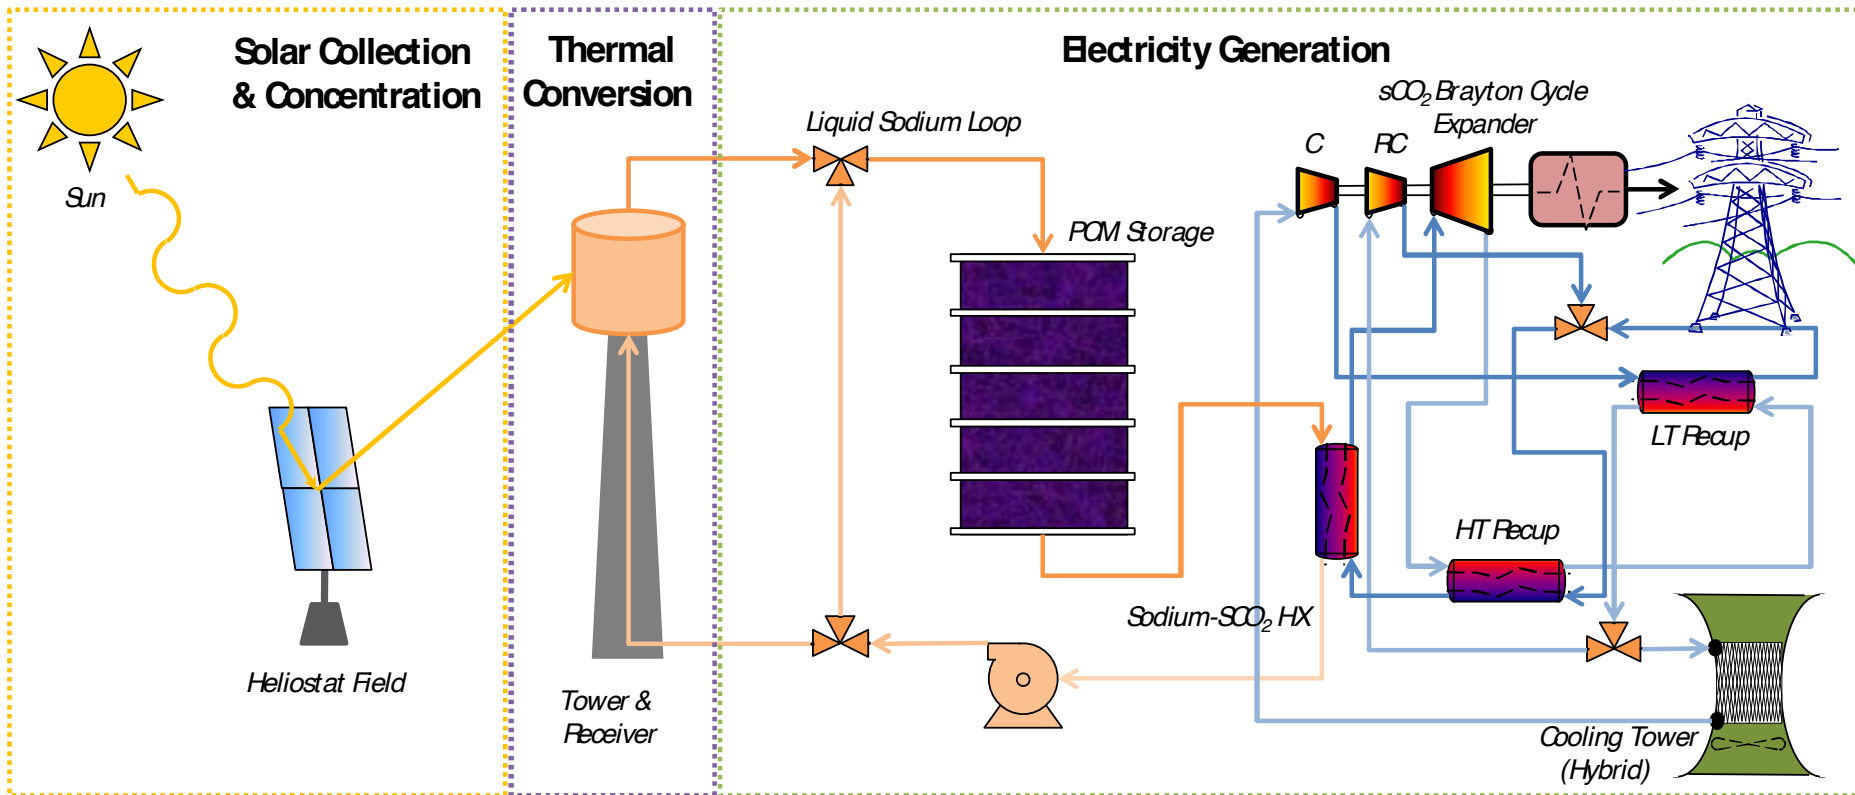 Solar Collection
& Concentration
Thermal
Conversion
Electricity Generation
Sun
Heliostat Field
Tower &
Receiver
Liquid Sodium Loop
PCM Storage
C
RC
sCO₂ Brayton Cycle
Expander
LT Recup
HT Recup
Sodium-SCO₂ HX
Cooling Tower
(Hybrid)